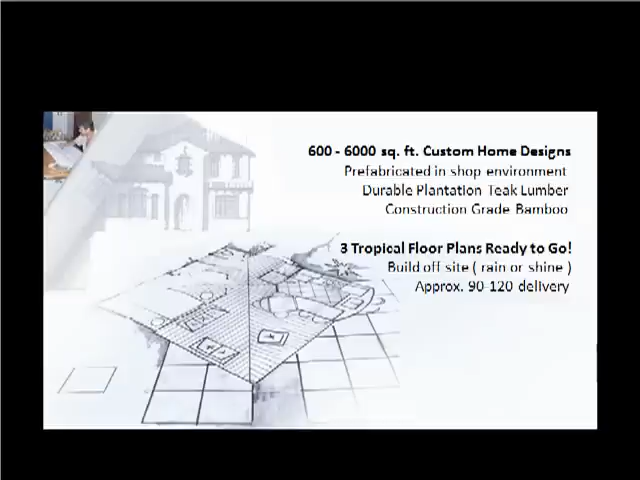 600 - 6000 sq. ft. Custom Home Designs
Prefabricated in shop environment
Durable Plantation Teak Lumber
Construction Grade Bamboo
3 Tropical Floor Plans Ready to Go!
Build off site ( rain or shine )
Approx. 90-120 delivery